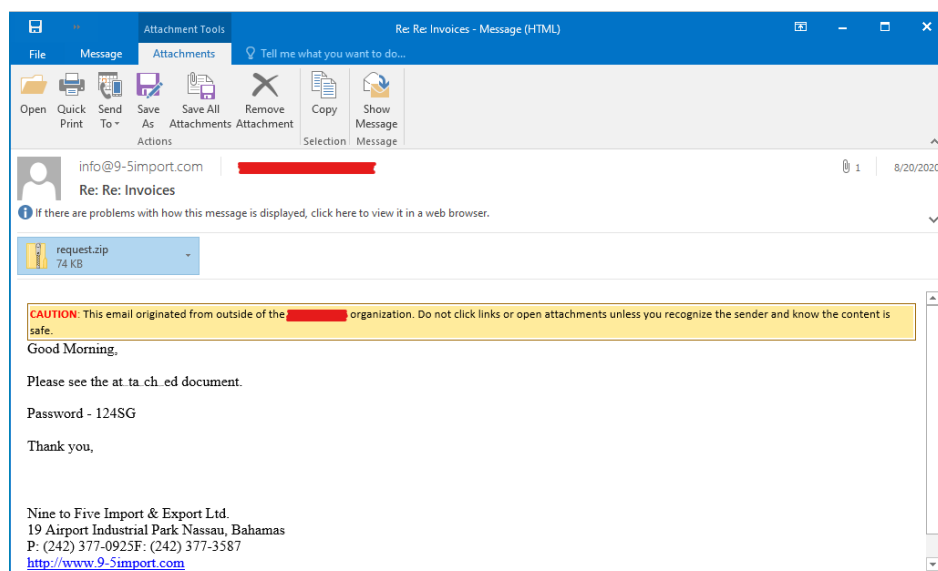 Attachment Tools
Re: Re: Invoices - Message (HTML)
File
Message
Attachments
Tell me what you want to do...
Open
Quick Print
Send To
Save As
Save All Attachments
Remove Attachment
Copy
Show Message
Actions
Selection
Message
info@9-5import.com
1
8/20/2020
Re: Re: Invoices
If there are problems with how this message is displayed, click here to view it in a web browser.
request.zip
74 KB
CAUTION: This email originated from outside of the organization. Do not click links or open attachments unless you recognize the sender and know the content is
safe.
Good Morning,
Please see the at..ta..ch..ed document.
Password - 124SG
Thank you,
Nine to Five Import & Export Ltd.
19 Airport Industrial Park Nassau, Bahamas
P: (242) 377-0925F: (242) 377-3587
http://www.9-5import.com